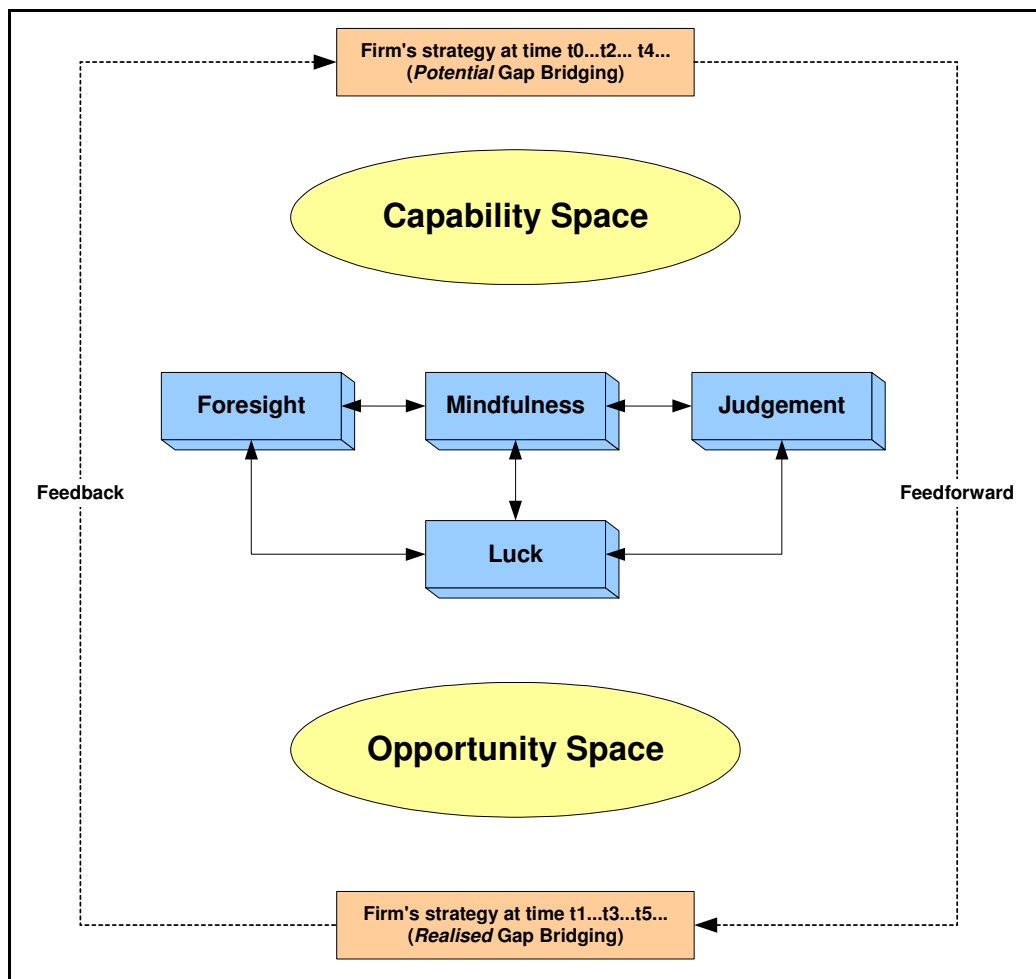 Firm's strategy at time t0...t2... t4...
(Potential Gap Bridging)
Capability Space
Foresight
Mindfulness
Judgement
Feedback
Feedforward
Luck
Opportunity Space
Firm's strategy at time t1...t3...t5...
(Realised Gap Bridging)